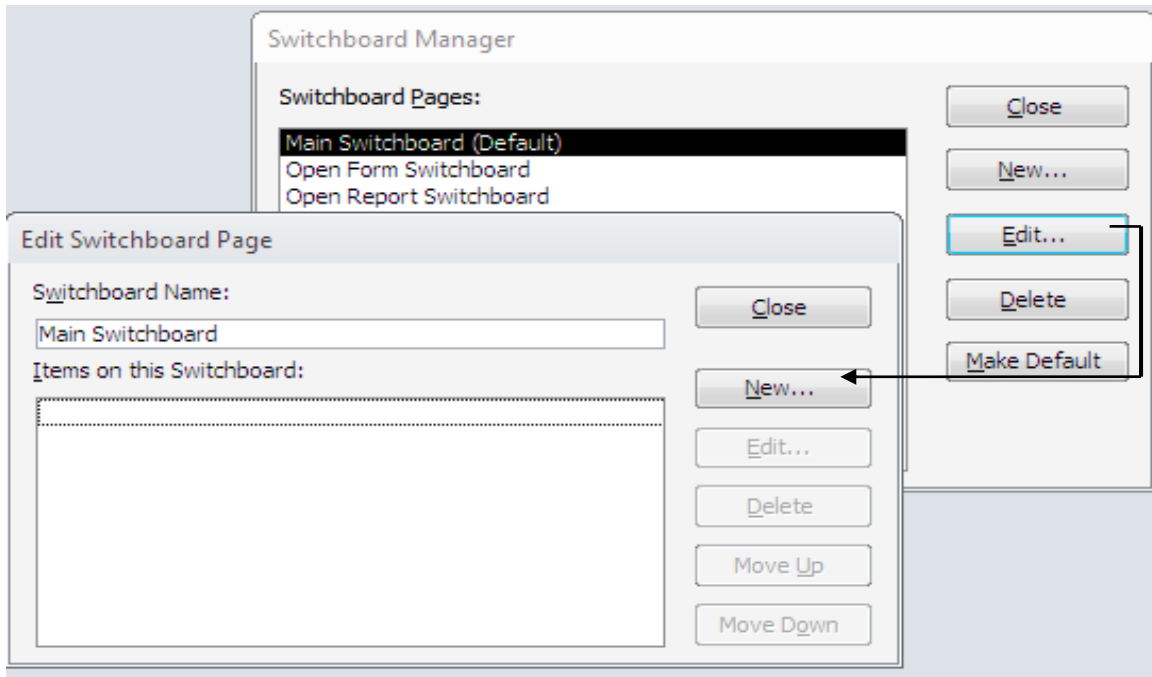 Switchboard Manager
Switchboard Pages:
Main Switchboard (Default)
Open Form Switchboard
Open Report Switchboard
Close
New...
Edit...
Delete
Make Default
Edit Switchboard Page
Switchboard Name:
Main Switchboard
Items on this Switchboard:
Close
New...
Edit...
Delete
Move Up
Move Down